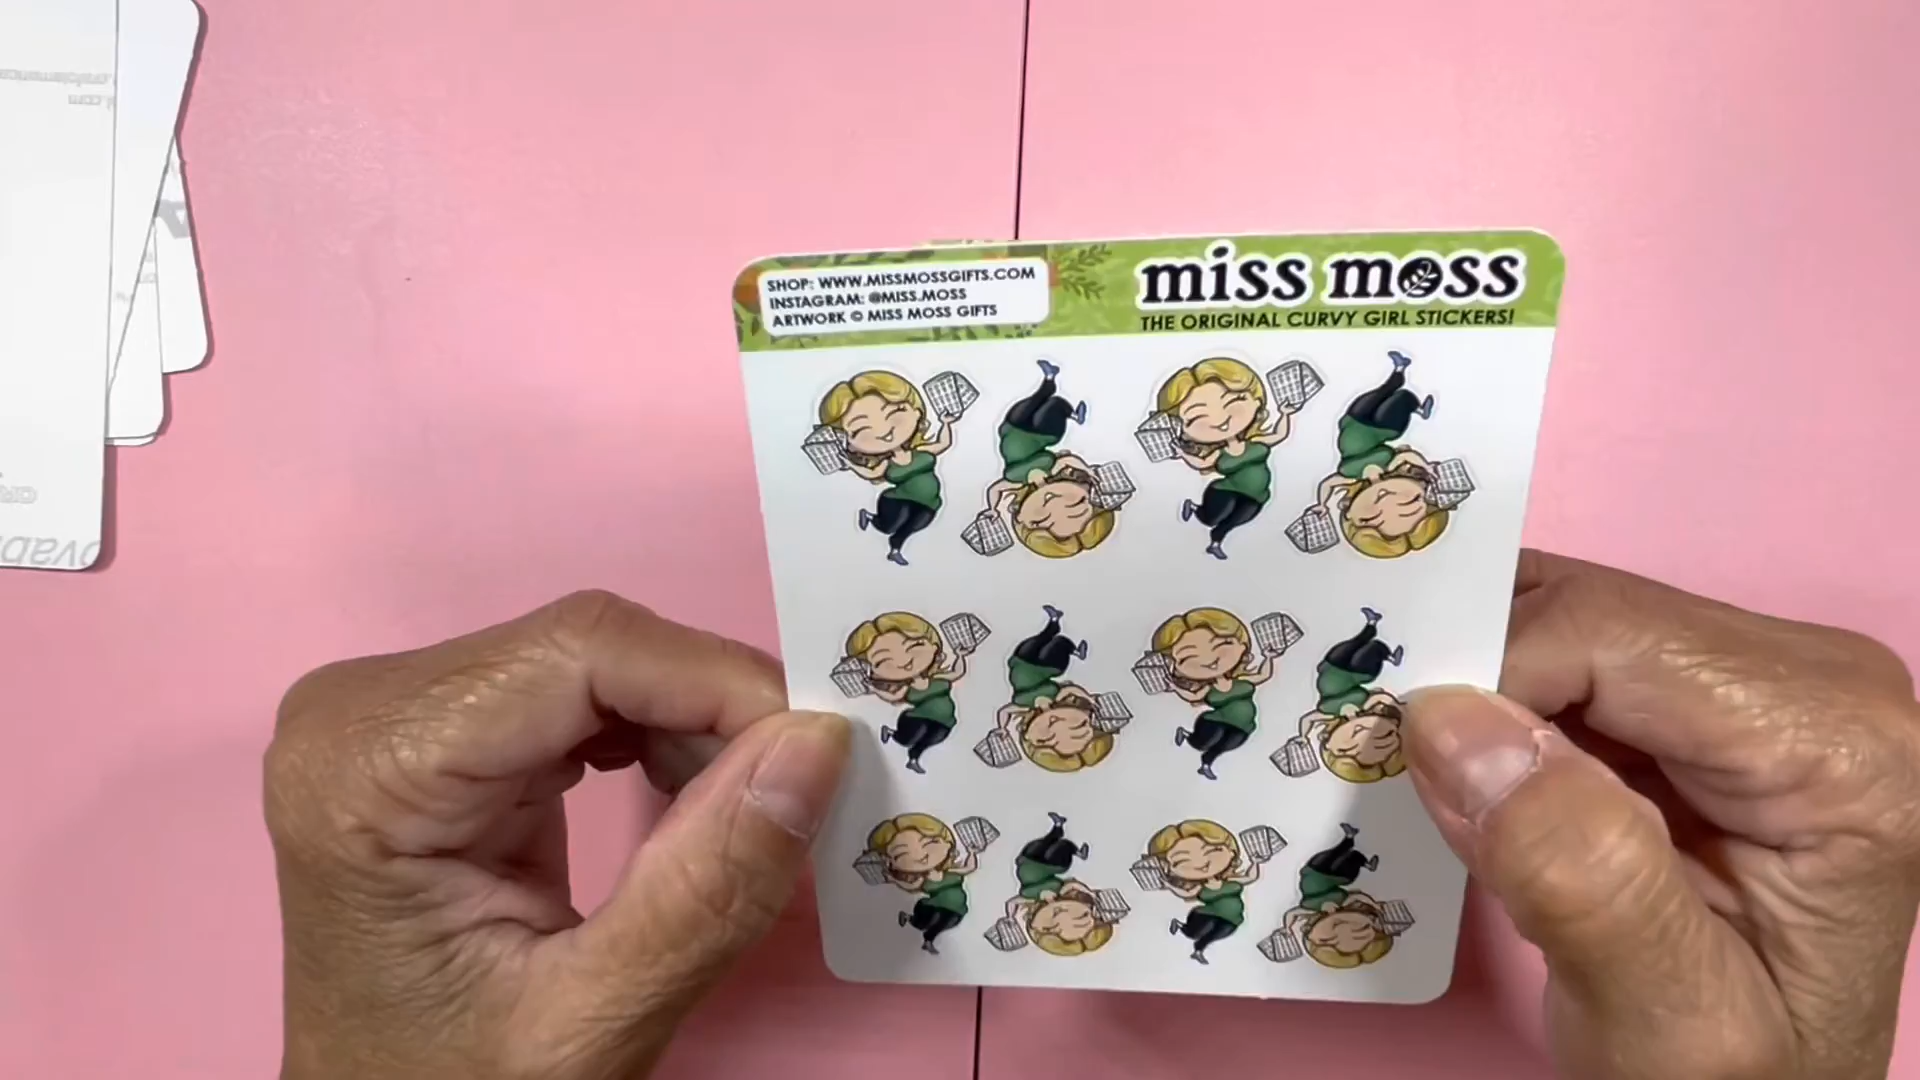 SHOP: WWW.MISSMOSSGIFTS.COM
INSTAGRAM: @MISS.MOSS
ARTWORK © MISS MOSS GIFTS
miss moss
THE ORIGINAL CURVY GIRL STICKERS!